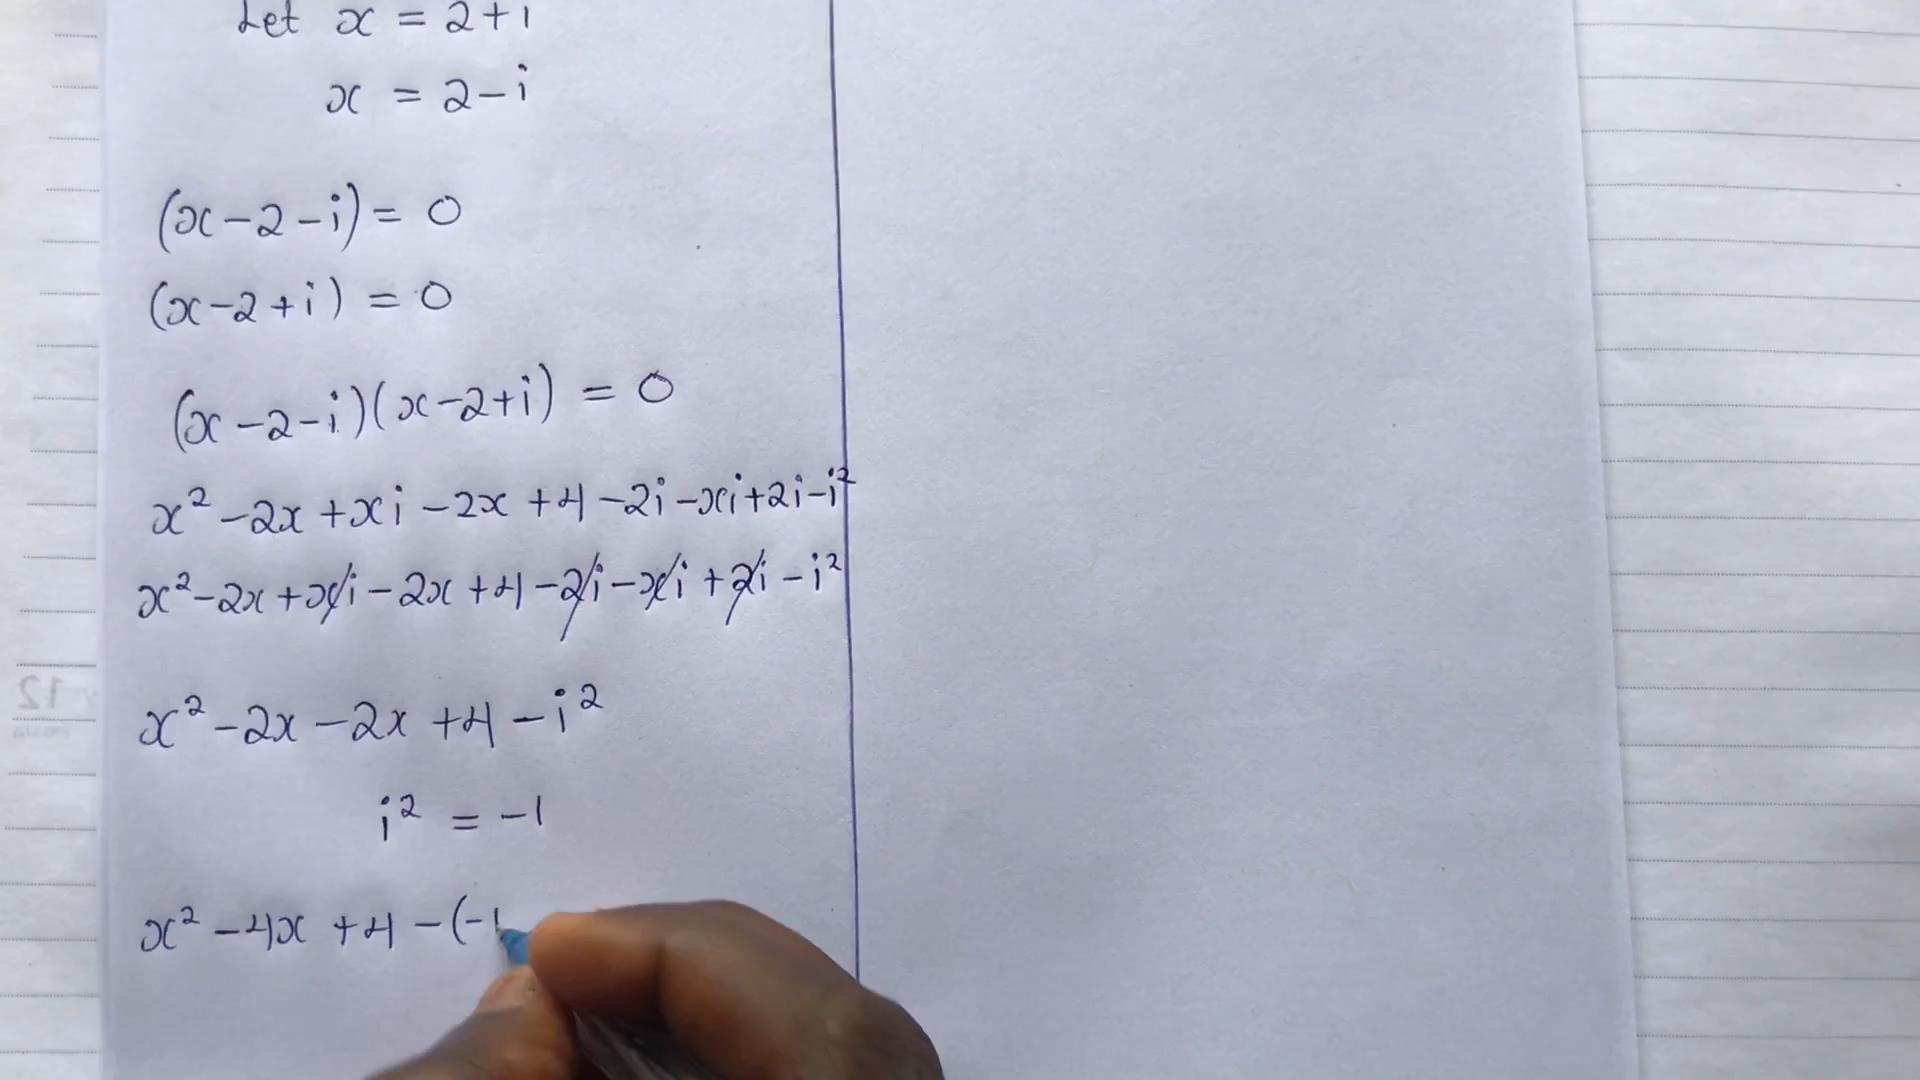 Let x = 2+i
x = 2-i
(x-2-i) = 0
(x-2+i) = 0
(x-2-i)(x-2+i) = 0
x² -2x +xi -2x +4 -2i -xi +2i -i²
x² -2x +xi -2x +4 -2i -xi +2i -i²
x² -2x -2x +4 -i²
i² = -1
x² -4x +4 -(-1
12